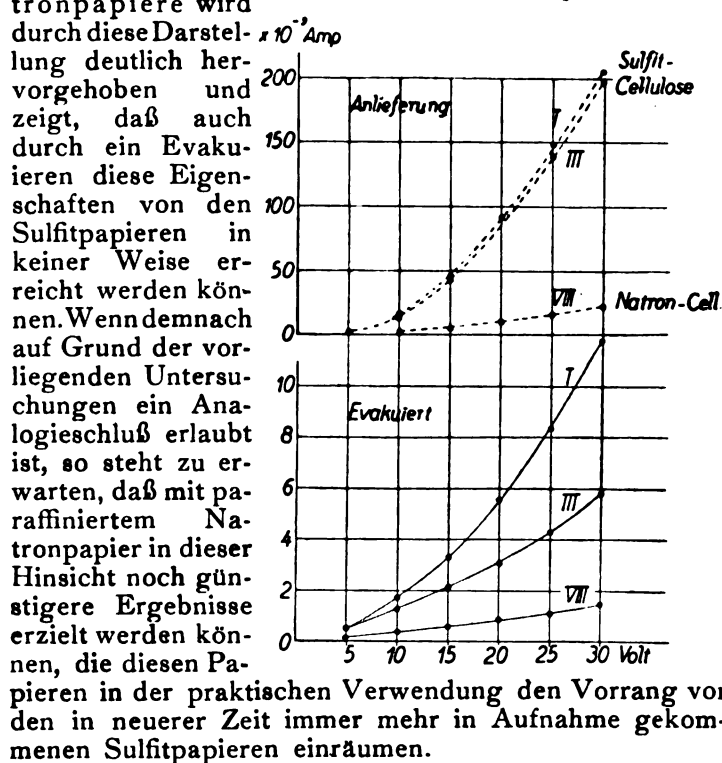 tronpapiere wird
durch diese Darstel-
lung deutlich her-
vorgehoben und
zeigt, daß auch
durch ein Evaku-
ieren diese Eigen-
schaften von den
Sulfitpapieren in
keiner Weise er-
reicht werden kön-
nen. Wenn demnach
auf Grund der vor-
liegenden Untersu-
chungen ein Ana-
logieschluß erlaubt
ist, so steht zu er-
warten, daß mit pa-
raffiniertem Na-
tronpapier in dieser
Hinsicht noch gün-
stigere Ergebnisse
erzielt werden kön-
nen, die diesen Pa-
pieren in der praktischen Verwendung den Vorrang vor
den in neuerer Zeit immer mehr in Aufnahme gekom-
menen Sulfitpapieren einräumen.
x 10 Amp
200
150
100
50
0
Anlieferung
I
III
VIII
Sulfit-
Cellulose
Natron-Cell.
10
8
6
4
2
0
Evakuiert
I
III
VIII
5 10 15 20 25 30 Volt